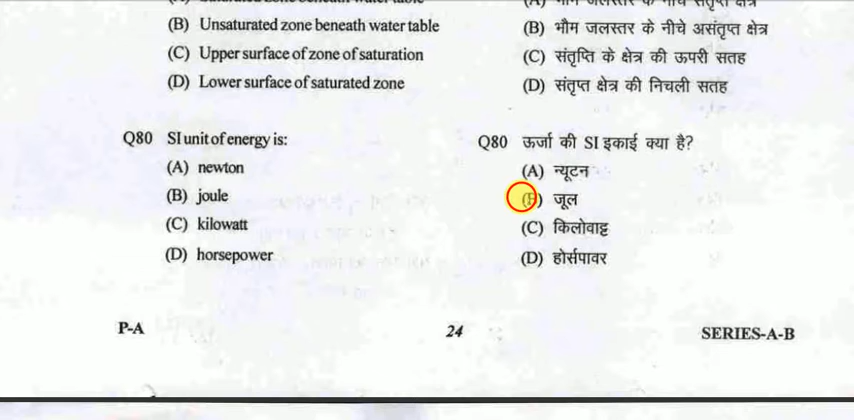 (B) Unsaturated zone beneath water table
(C) Upper surface of zone of saturation
(D) Lower surface of saturated zone
Q80 SI unit of energy is:
(A) newton
(B) joule
(C) kilowatt
(D) horsepower
(B) भौम जलस्तर के नीचे असंतृप्त क्षेत्र
(C) संतृप्ति के क्षेत्र की ऊपरी सतह
(D) संतृप्त क्षेत्र की निचली सतह
Q80 ऊर्जा की SI इकाई क्या है?
(A) न्यूटन
(B) जूल
(C) किलोवाट्ट
(D) होर्सपावर
P-A 24 SERIES-A-B